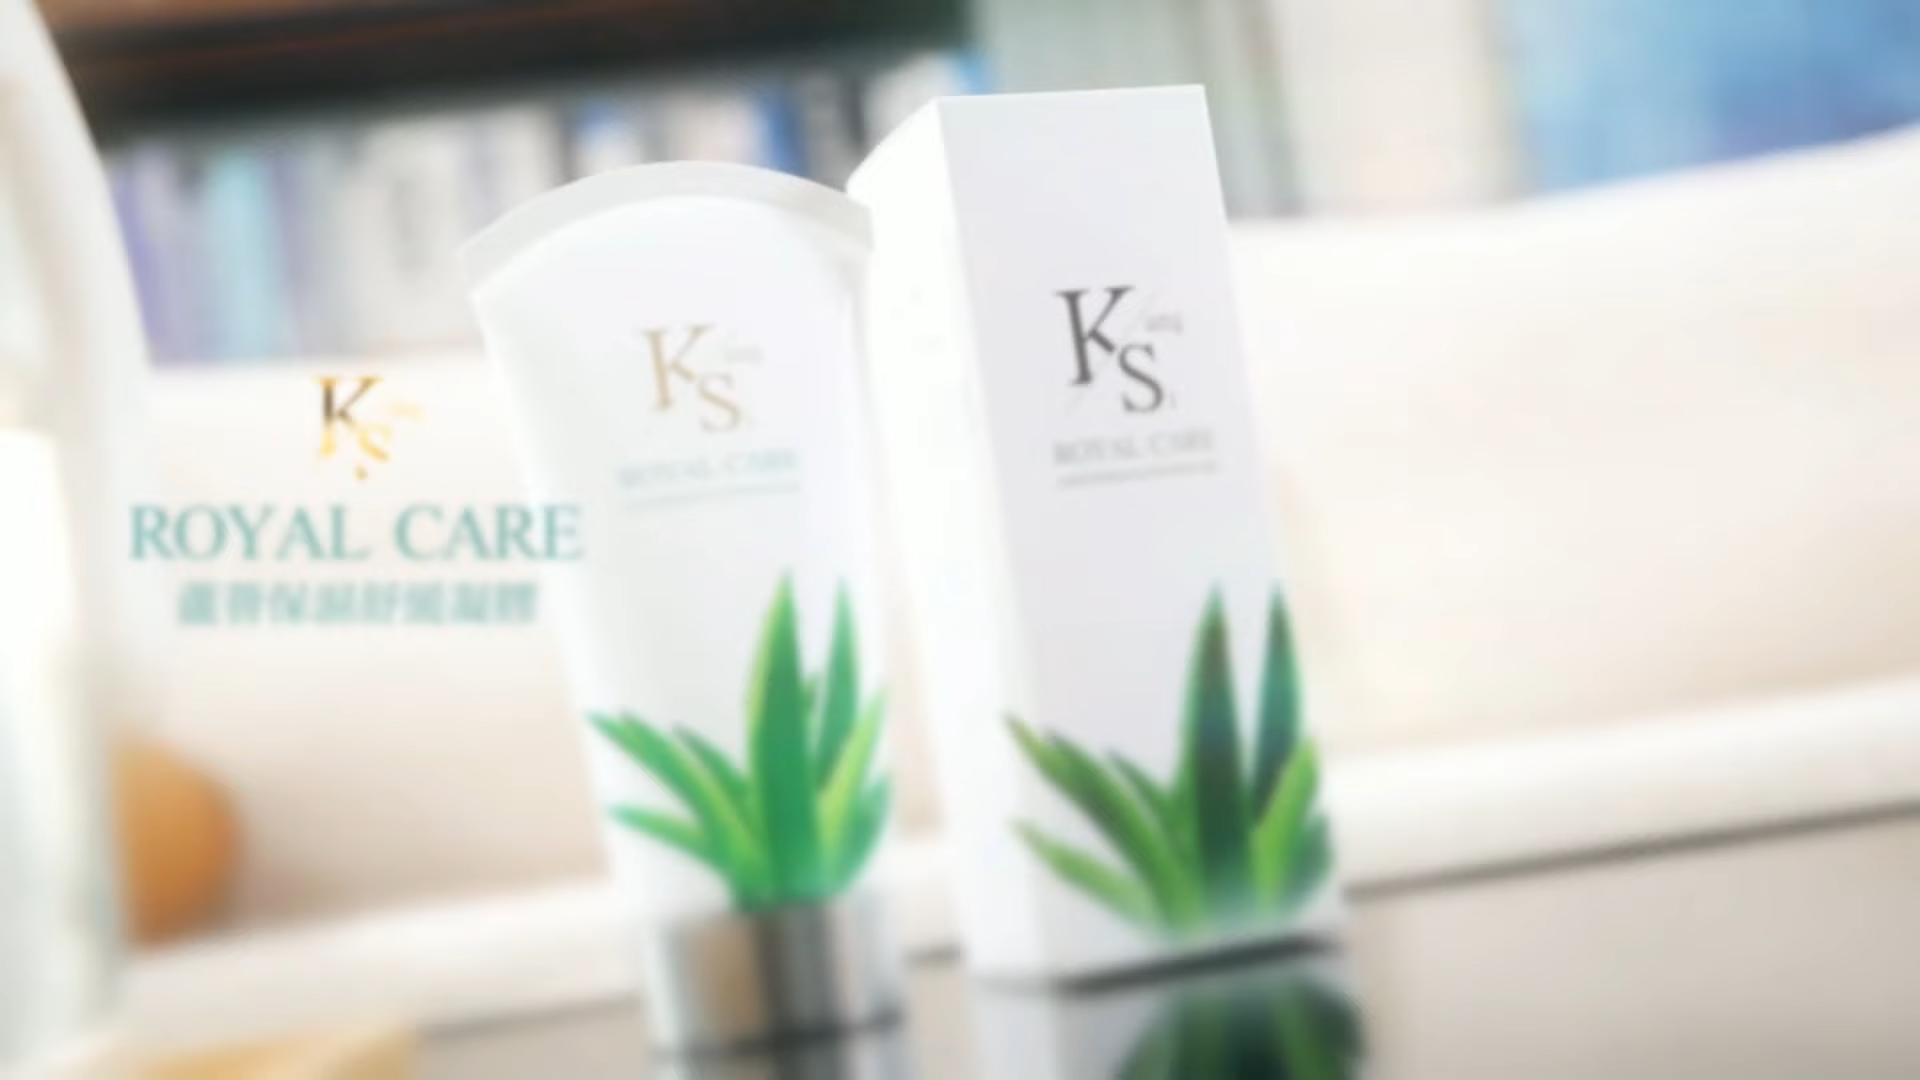 KS
ROYAL CARE
蘆薈保濕舒緩凝膠
KS
ROYAL CARE
KS
ROYAL CARE